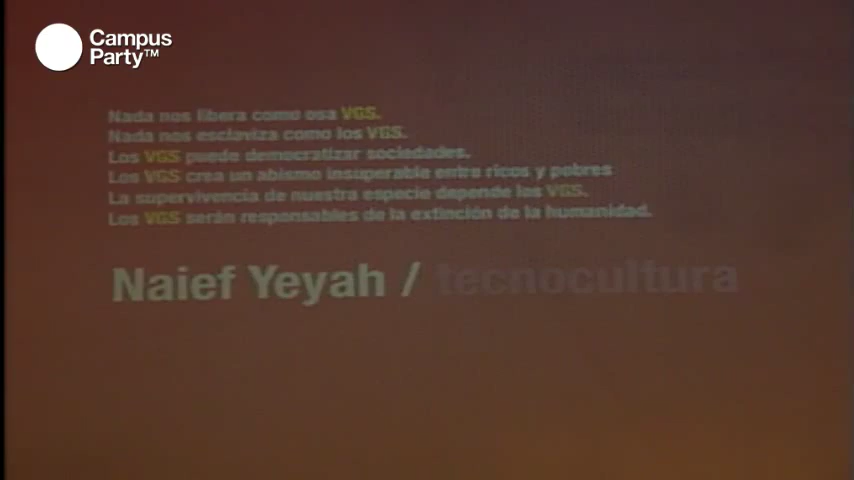 Campus
Party™
Nada nos libera como osa VGS.
Nada nos esclaviza como los VGS.
Los VGS puede democratizar sociedades.
Los VGS crea un abismo insuperable entre ricos y pobres
La supervivencia de nuestra especie depende los VGS.
Los VGS serán responsables de la extinción de la humanidad.
Naief Yeyah / tecnocultura